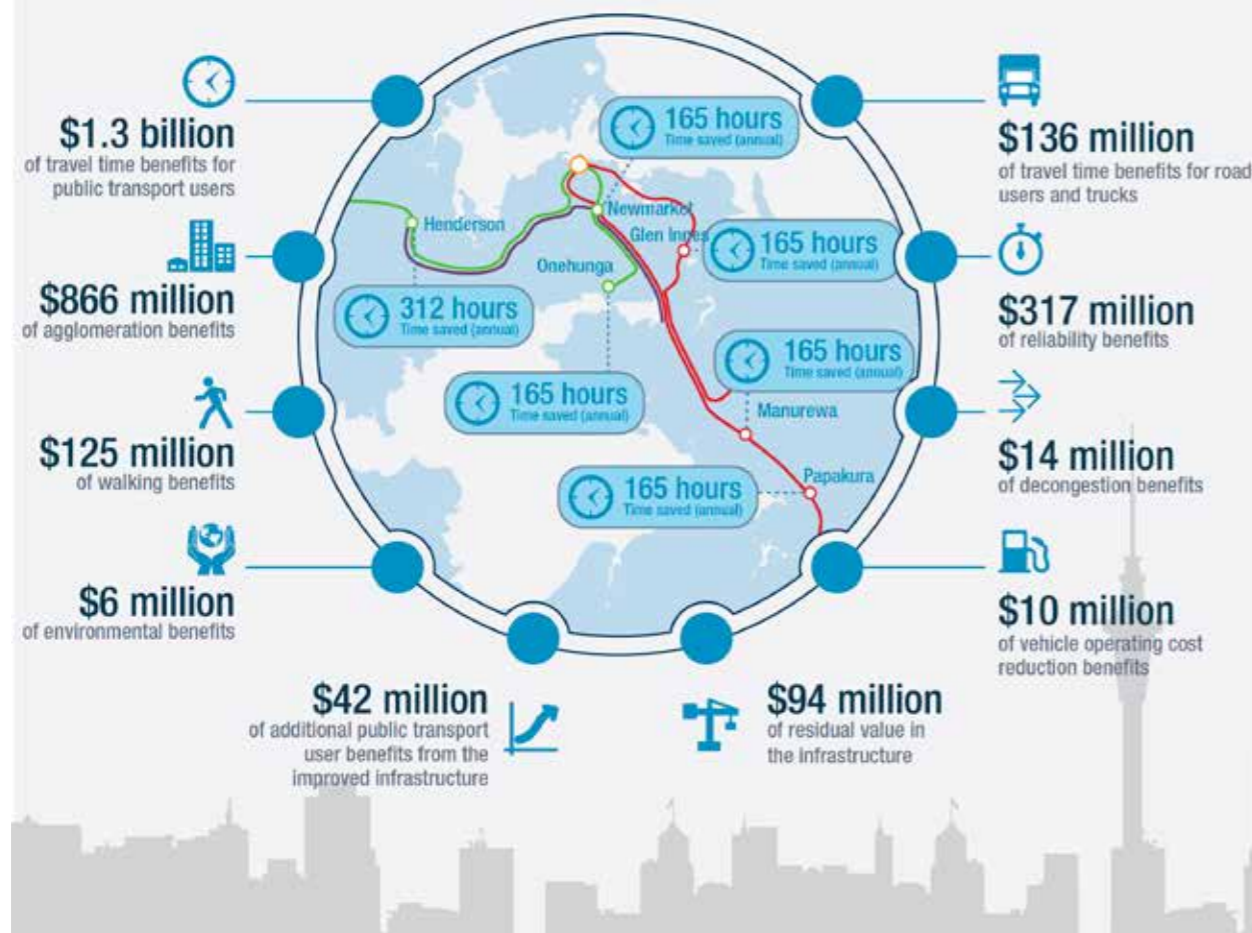 $1.3 billion
of travel time benefits for
public transport users
$866 million
of agglomeration benefits
$125 million
of walking benefits
$6 million
of environmental benefits
$42 million
of additional public transport
user benefits from the
improved infrastructure
$94 million
of residual value in
the infrastructure
$136 million
of travel time benefits for road
users and trucks
$317 million
of reliability benefits
$14 million
of decongestion benefits
$10 million
of vehicle operating cost
reduction benefits
165 hours
Time saved (annual)
Henderson
Newmarket
Glen Innes
165 hours
Time saved (annual)
Onehunga
312 hours
Time saved (annual)
165 hours
Time saved (annual)
165 hours
Time saved (annual)
Manurewa
Papakura
165 hours
Time saved (annual)